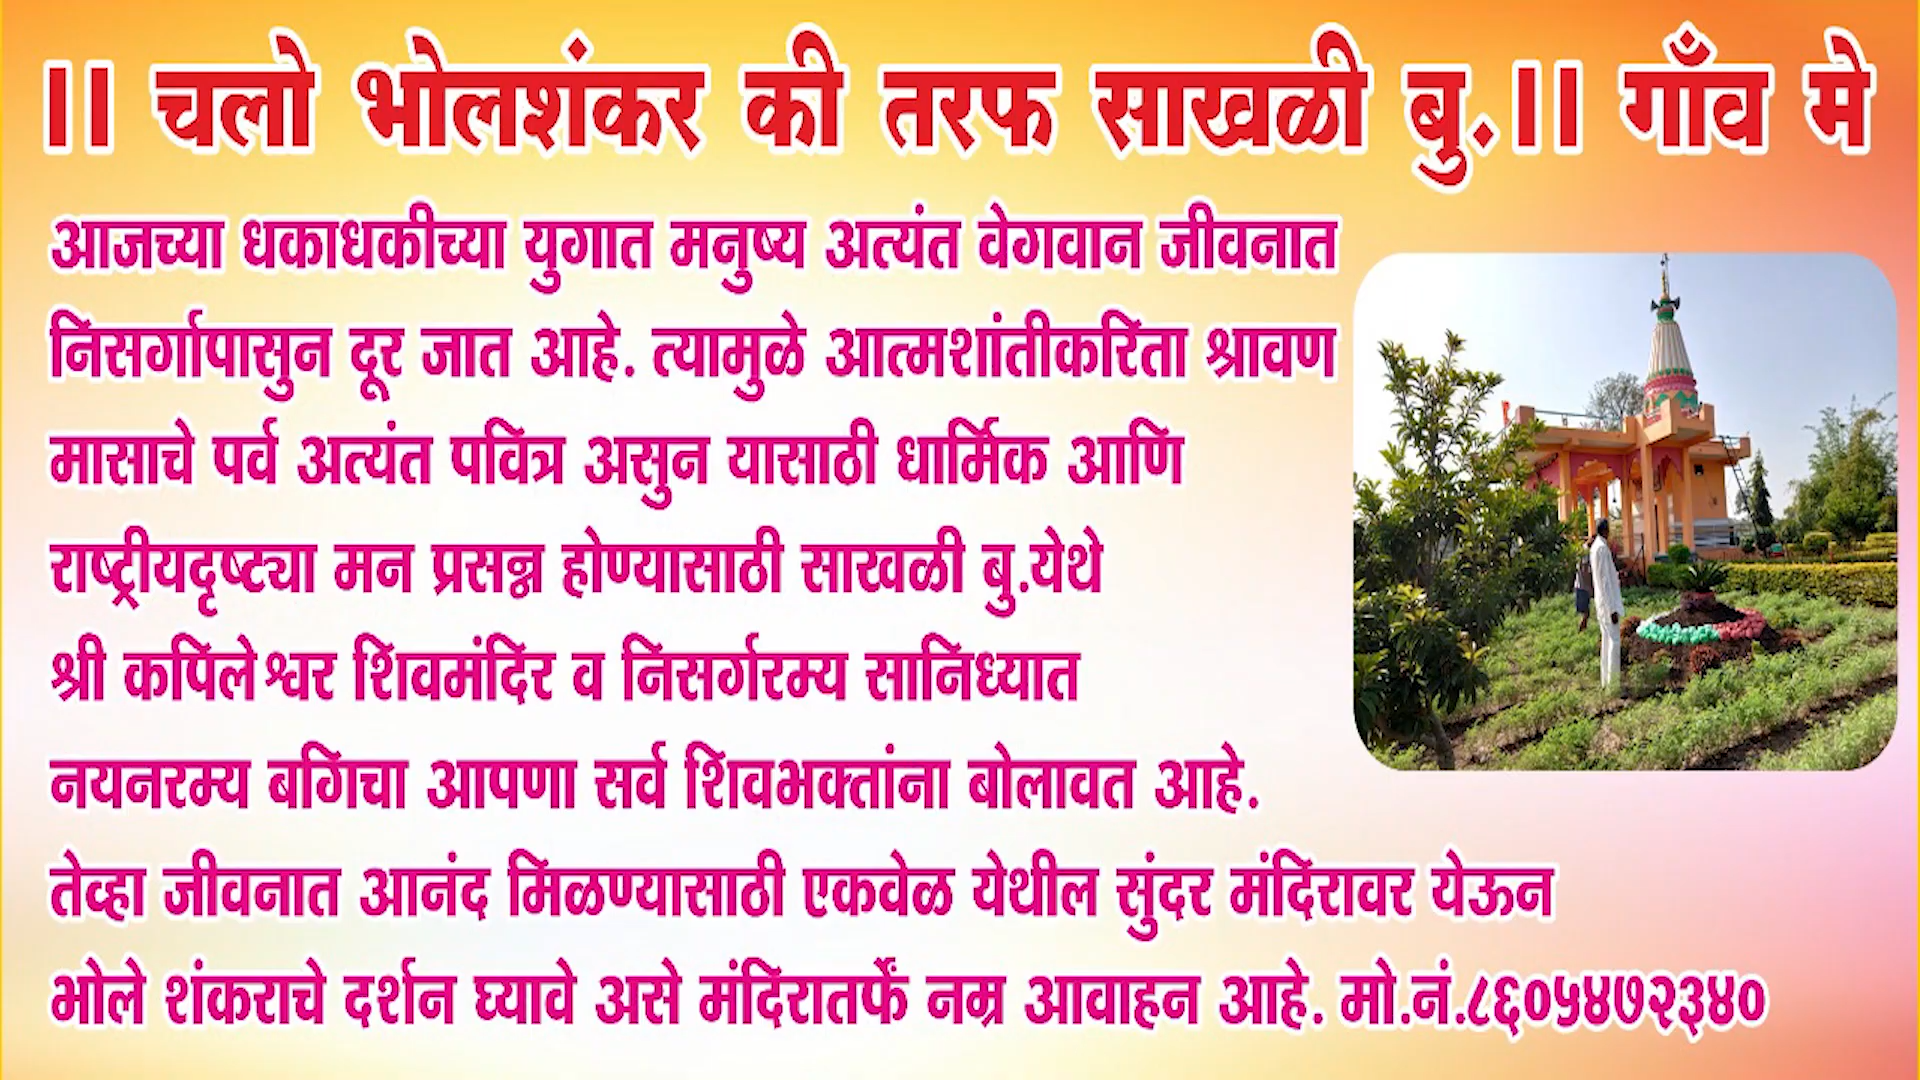 ।। चलो भोलशंकर की तरफ साखळी बु.।। गाँव मे
आजच्या धकाधकीच्या युगात मनुष्य अत्यंत वेगवान जीवनात
निसर्गापासुन दूर जात आहे. त्यामुळे आत्मशांतीकरिता श्रावण
मासाचे पर्व अत्यंत पवित्र असुन यासाठी धार्मिक आणि
राष्ट्रीयदृष्ट्या मन प्रसन्न होण्यासाठी साखळी बु.येथे
श्री कपिलेश्वर शिवमंदिर व निसर्गरम्य सानिध्यात
नयनरम्य बगिचा आपणा सर्व शिवभक्तांना बोलावत आहे.
तेव्हा जीवनात आनंद मिळण्यासाठी एकवेळ येथील सुंदर मंदिरावर येऊन
भोले शंकराचे दर्शन घ्यावे असे मंदिरातर्फे नम्र आवाहन आहे. मो.नं.८६०५४७२३४०